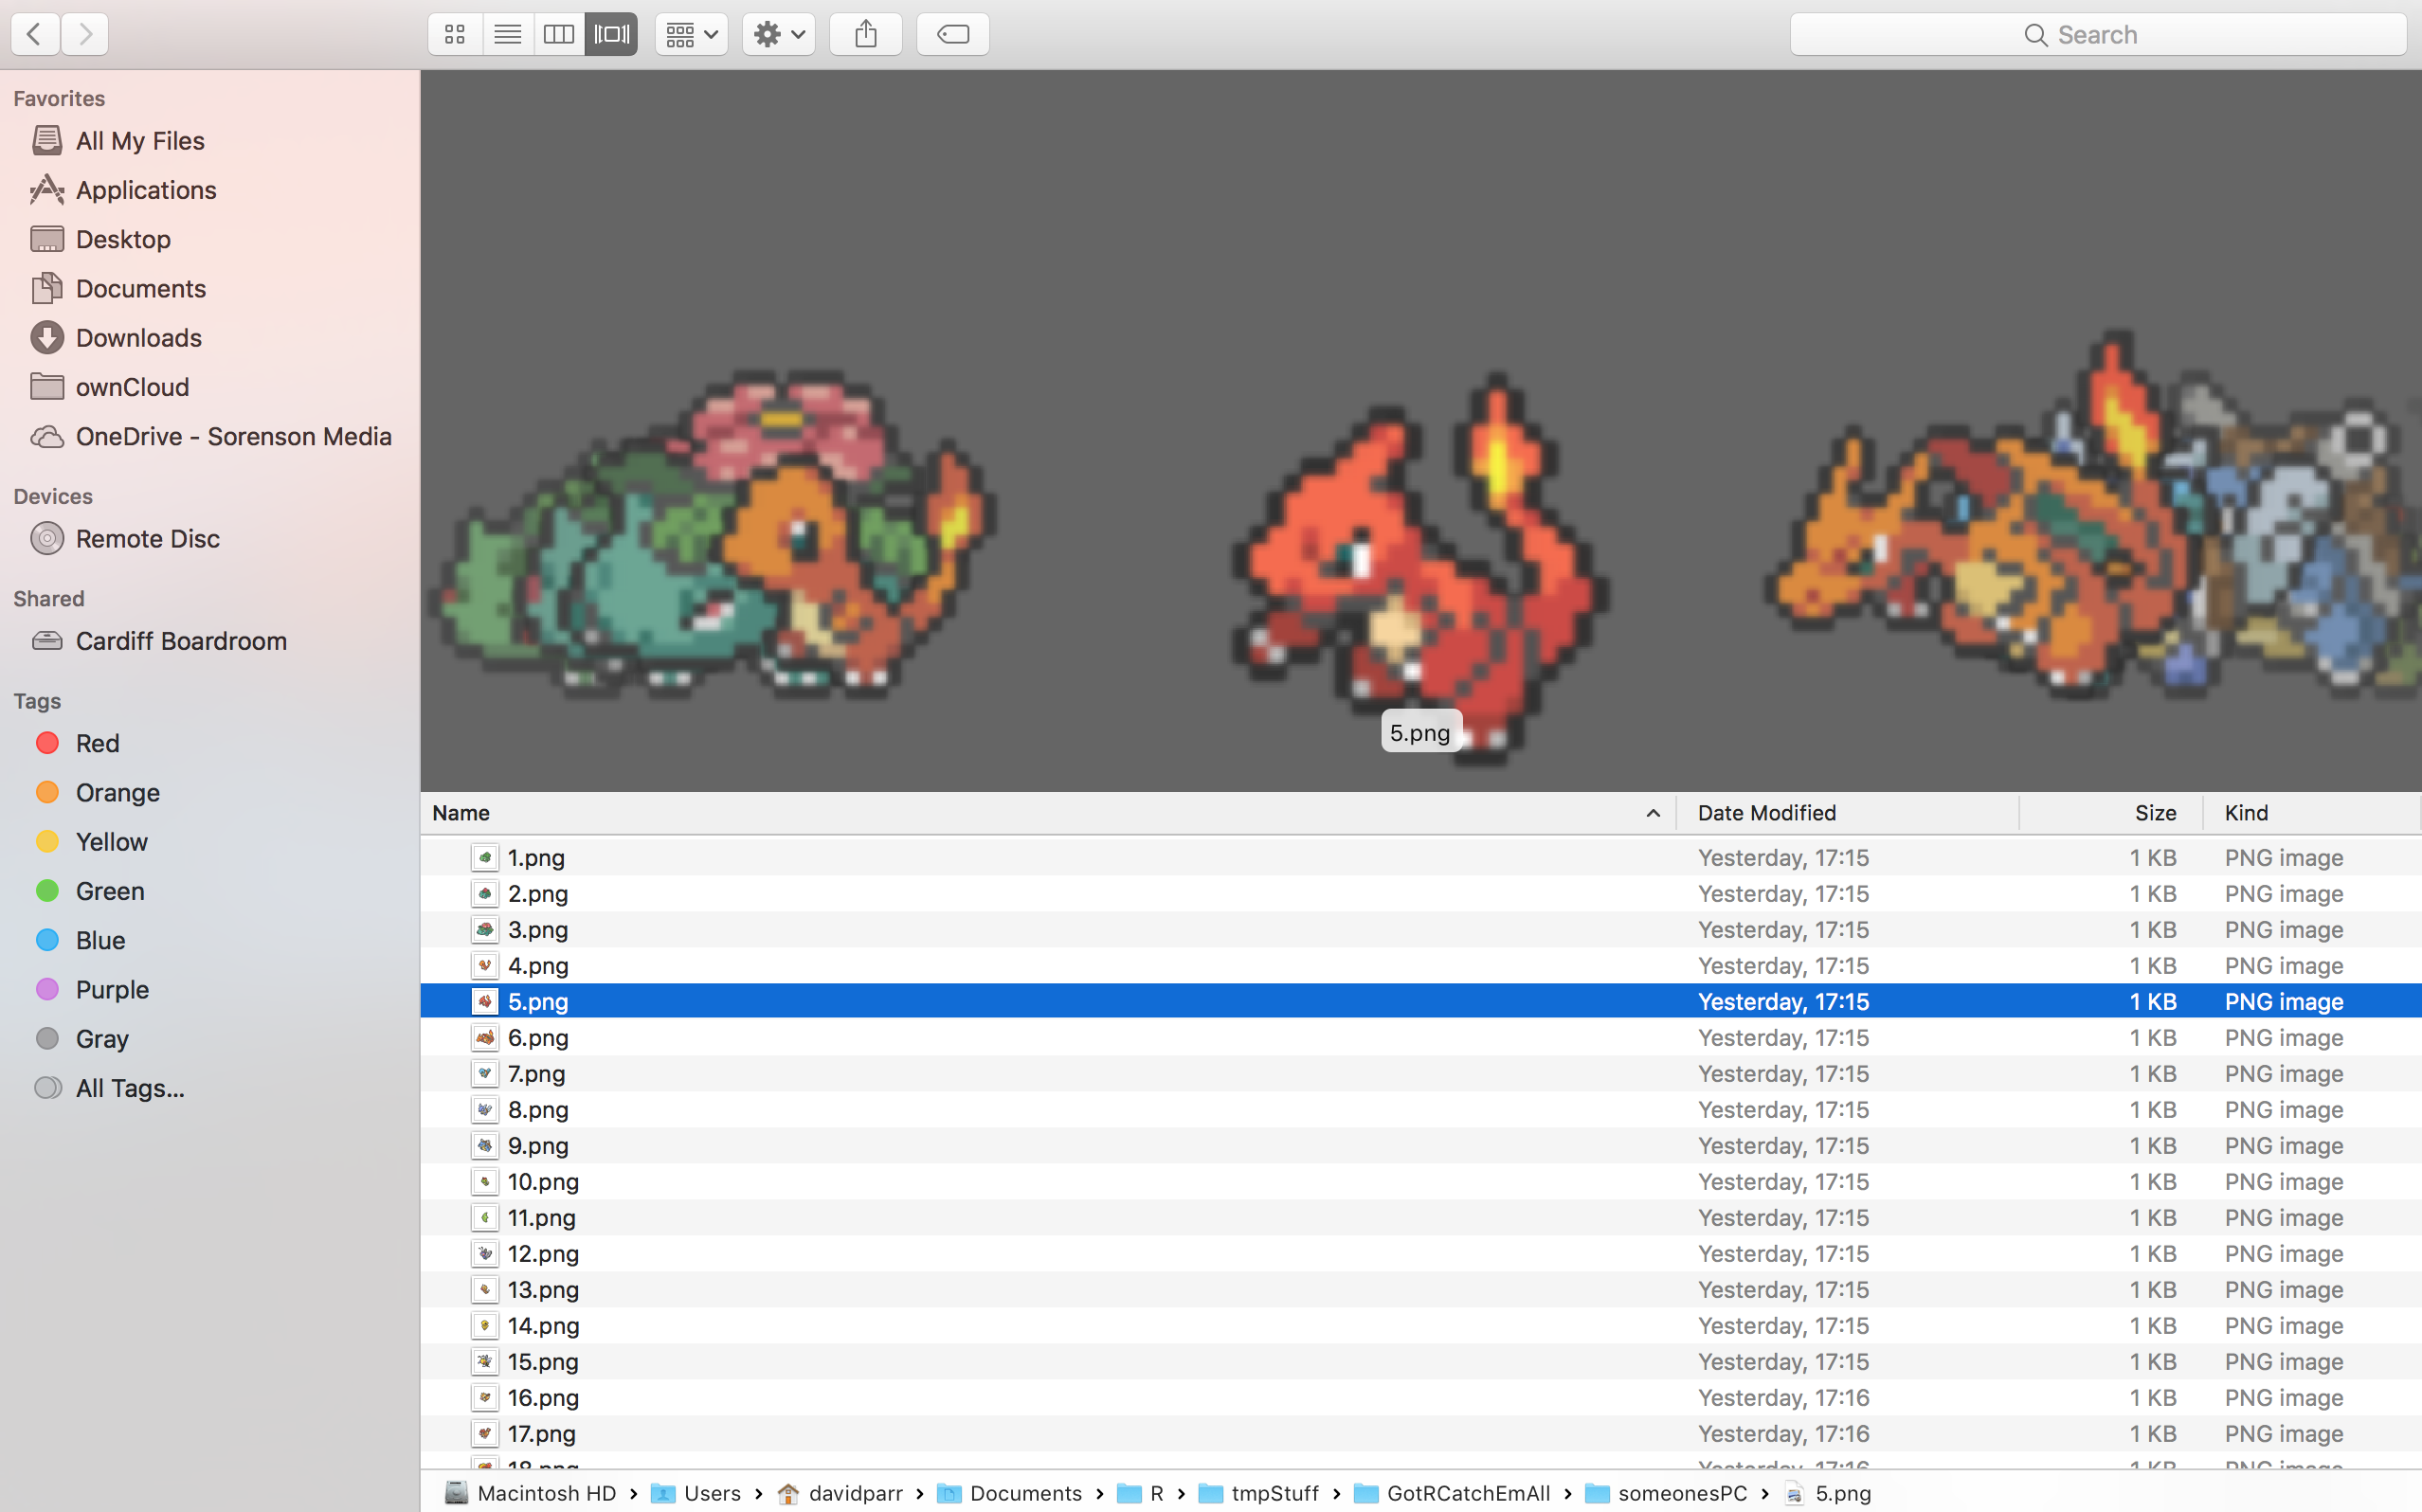 Search
Favorites
All My Files
Applications
Desktop
Documents
Downloads
ownCloud
OneDrive - Sorenson Media
Devices
Remote Disc
Shared
Cardiff Boardroom
Tags
Red
Orange
Yellow
Green
Blue
Purple
Gray
All Tags...
5.png
Name Date Modified Size Kind
1.png Yesterday, 17:15 1 KB PNG image
2.png Yesterday, 17:15 1 KB PNG image
3.png Yesterday, 17:15 1 KB PNG image
4.png Yesterday, 17:15 1 KB PNG image
5.png Yesterday, 17:15 1 KB PNG image
6.png Yesterday, 17:15 1 KB PNG image
7.png Yesterday, 17:15 1 KB PNG image
8.png Yesterday, 17:15 1 KB PNG image
9.png Yesterday, 17:15 1 KB PNG image
10.png Yesterday, 17:15 1 KB PNG image
11.png Yesterday, 17:15 1 KB PNG image
12.png Yesterday, 17:15 1 KB PNG image
13.png Yesterday, 17:15 1 KB PNG image
14.png Yesterday, 17:15 1 KB PNG image
15.png Yesterday, 17:15 1 KB PNG image
16.png Yesterday, 17:16 1 KB PNG image
17.png Yesterday, 17:16 1 KB PNG image
18.png Yesterday, 17:16 1 KB PNG image
Macintosh HD › Users › davidparr › Documents › R › tmpStuff › GotRCatchEmAll › someonesPC › 5.png